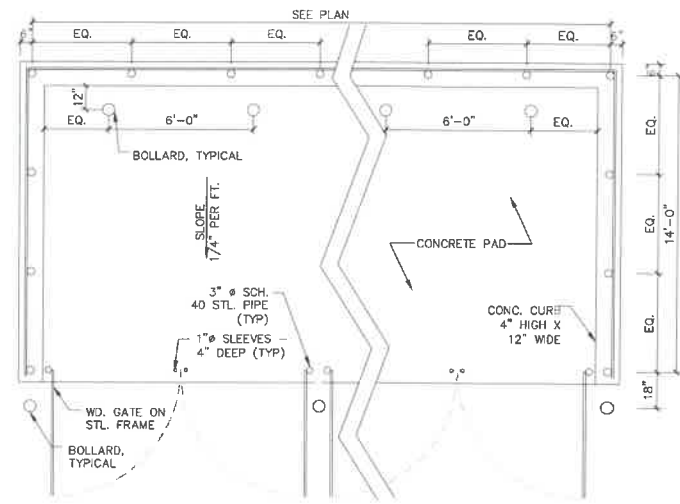 SEE PLAN
6"
EQ.
EQ.
EQ.
EQ.
EQ.
6"
12"
EQ.
6'-0"
6'-0"
EQ.
BOLLARD, TYPICAL
SLOPE
1/4" PER FT.
CONCRETE PAD
EQ.
EQ.
EQ.
14'-0"
18"
3" ø SCH.
40 STL. PIPE
(TYP)
1"ø SLEEVES –
4" DEEP (TYP)
CONC. CURB
4" HIGH X
12" WIDE
WD. GATE ON
STL. FRAME
BOLLARD,
TYPICAL